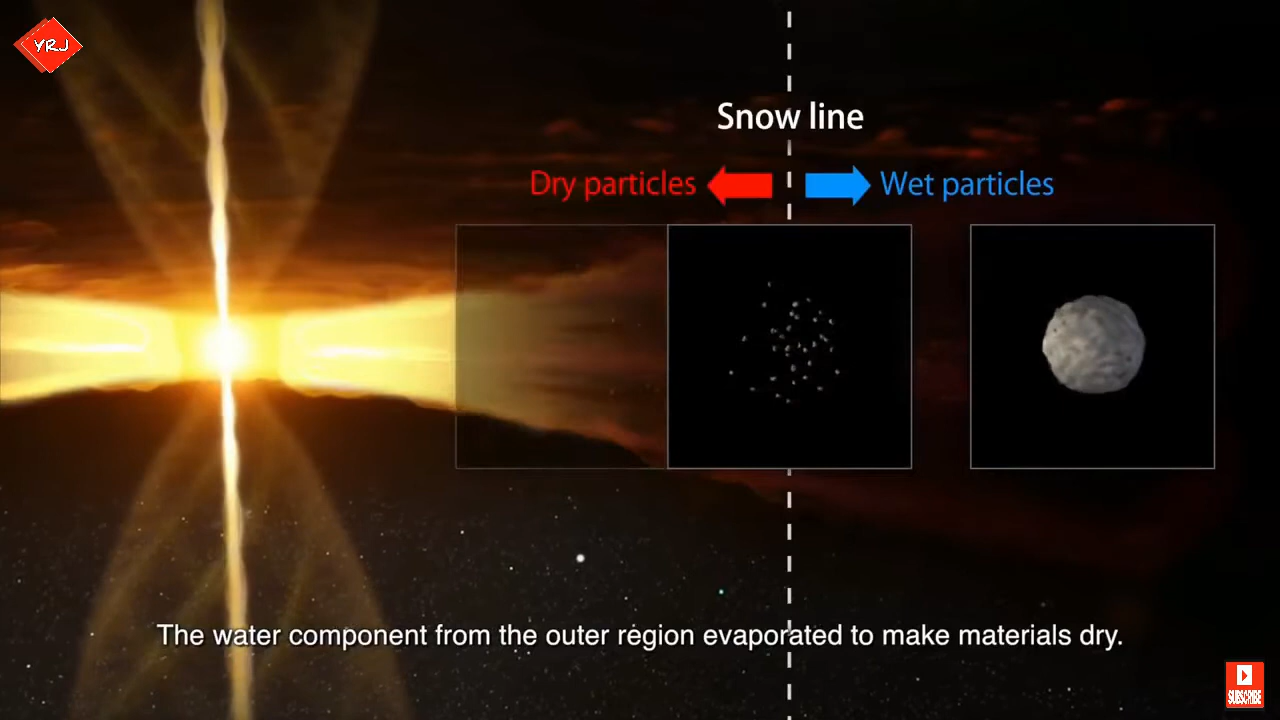 YRJ
Snow line
Dry particles
Wet particles
The water component from the outer region evaporated to make materials dry.
SUBSCRIBE